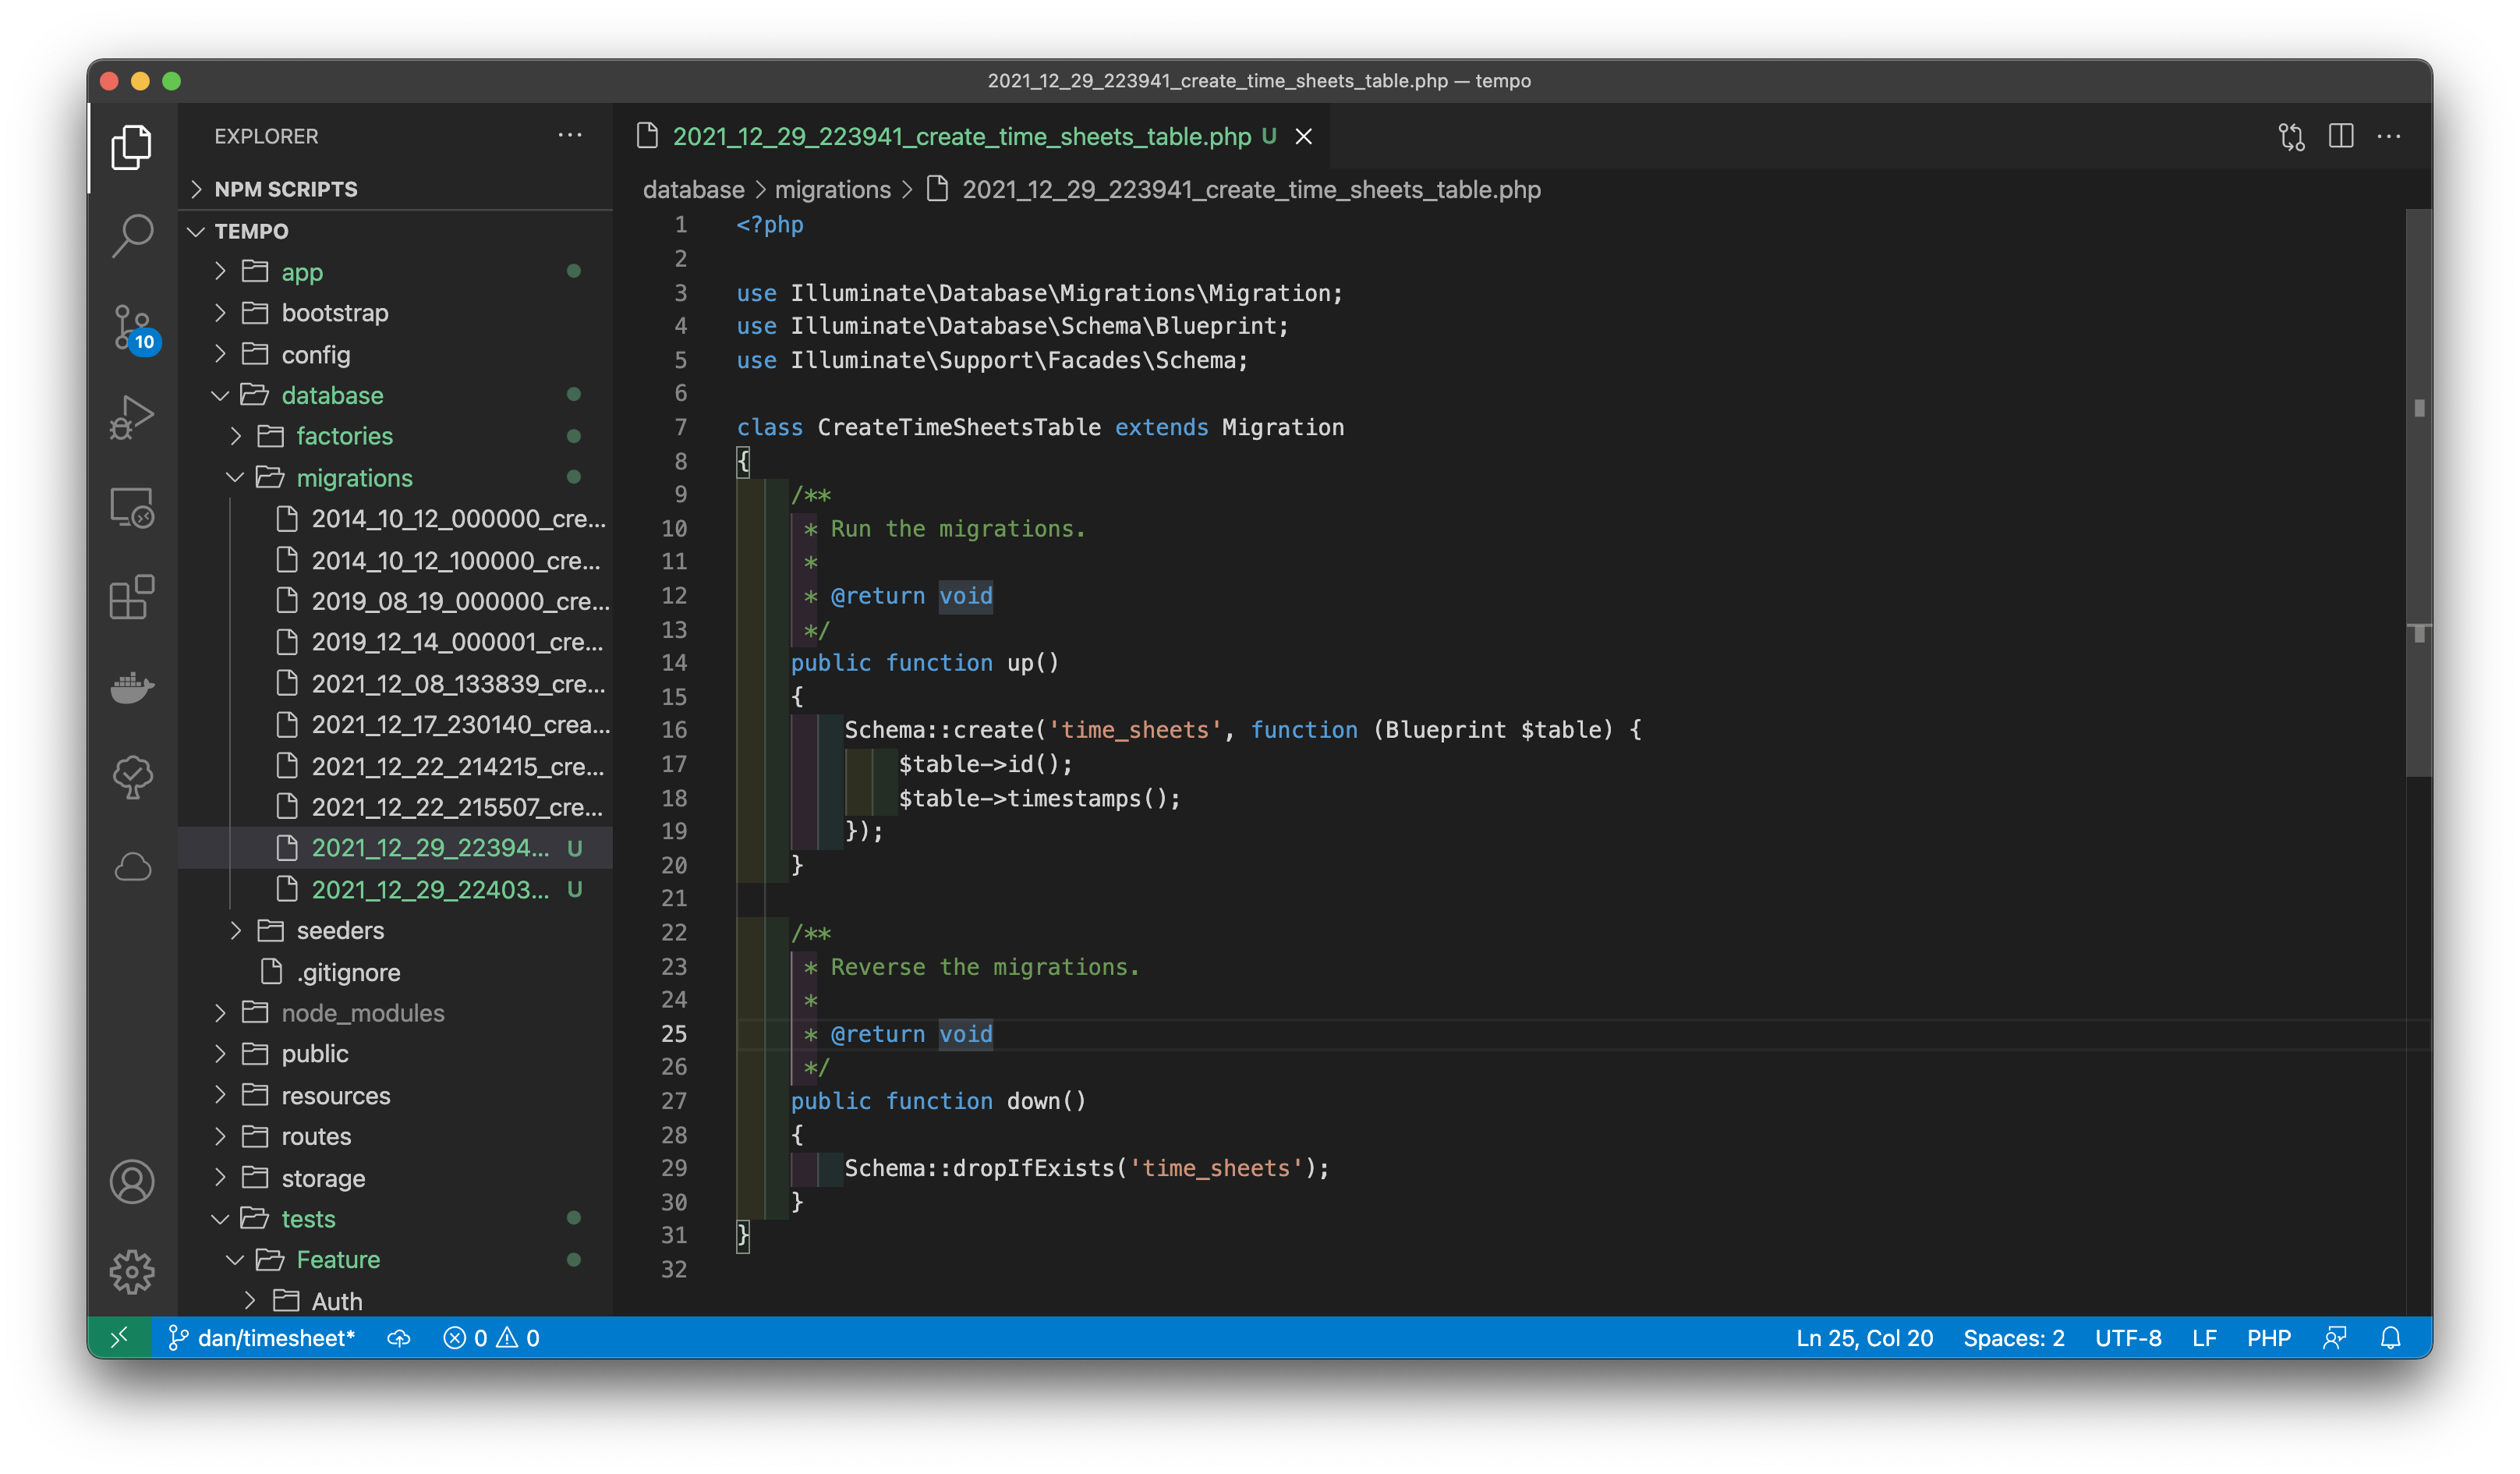 2021_12_29_223941_create_time_sheets_table.php — tempo
EXPLORER
NPM SCRIPTS
TEMPO
app
bootstrap
config
database
factories
migrations
2014_10_12_000000_cre...
2014_10_12_100000_cre...
2019_08_19_000000_cre...
2019_12_14_000001_cre...
2021_12_08_133839_cre...
2021_12_17_230140_crea...
2021_12_22_214215_cre...
2021_12_22_215507_cre...
2021_12_29_22394... U
2021_12_29_22403... U
seeders
.gitignore
node_modules
public
resources
routes
storage
tests
Feature
Auth
10
2021_12_29_223941_create_time_sheets_table.php U
database > migrations > 2021_12_29_223941_create_time_sheets_table.php
1 <?php
2
3 use Illuminate\Database\Migrations\Migration;
4 use Illuminate\Database\Schema\Blueprint;
5 use Illuminate\Support\Facades\Schema;
6
7 class CreateTimeSheetsTable extends Migration
8 {
9     /**
10      * Run the migrations.
11      *
12      * @return void
13      */
14     public function up()
15     {
16         Schema::create('time_sheets', function (Blueprint $table) {
17             $table->id();
18             $table->timestamps();
19         });
20     }
21
22     /**
23      * Reverse the migrations.
24      *
25      * @return void
26      */
27     public function down()
28     {
29         Schema::dropIfExists('time_sheets');
30     }
31 }
32
dan/timesheet* 0 0 Ln 25, Col 20 Spaces: 2 UTF-8 LF PHP